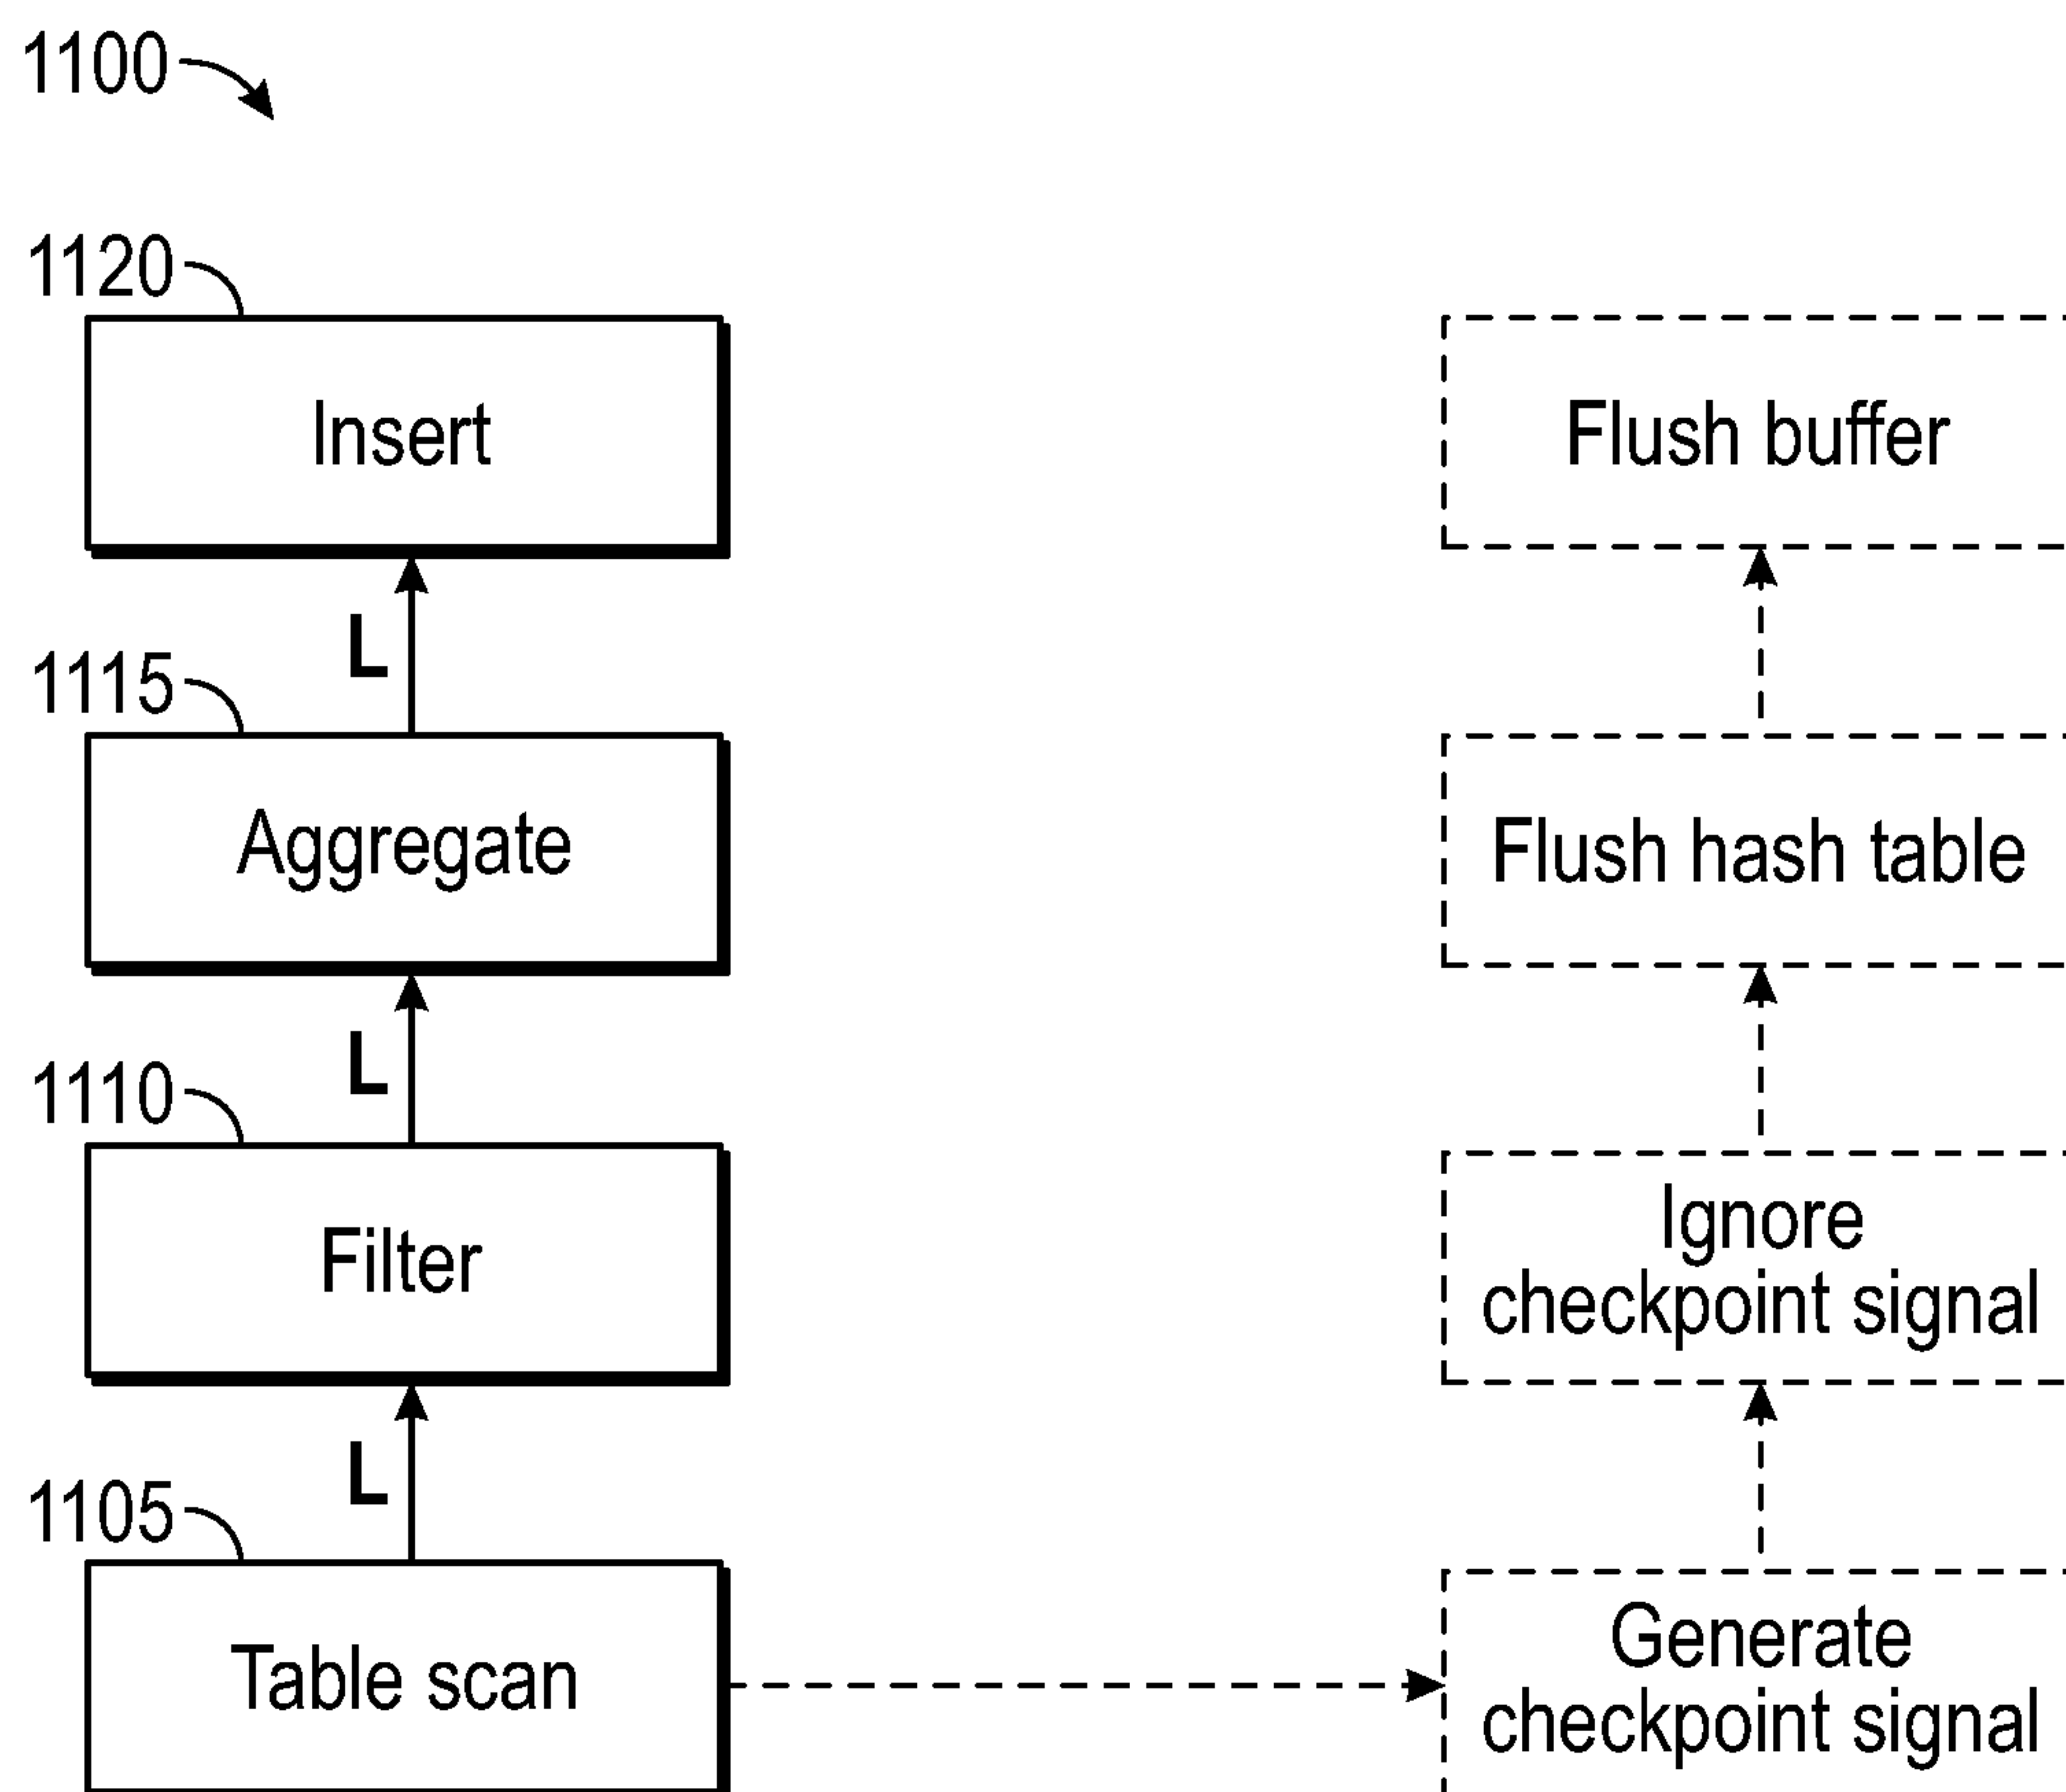 1100
1120
Insert
Flush buffer
L
1115
Aggregate
Flush hash table
L
1110
Filter
Ignore
checkpoint signal
L
1105
Table scan
Generate
checkpoint signal